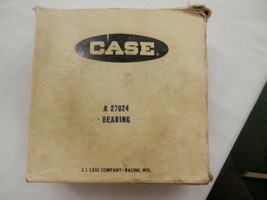 CASE
A 27024
BEARING
J.I. CASE COMPANY - RACINE, WIS.